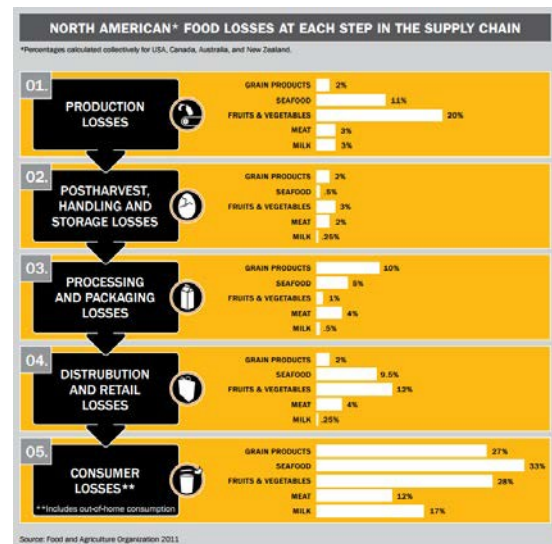 NORTH AMERICAN* FOOD LOSSES AT EACH STEP IN THE SUPPLY CHAIN
*Percentages calculated collectively for USA, Canada, Australia, and New Zealand.
01.
PRODUCTION
LOSSES
GRAIN PRODUCTS 2%
SEAFOOD 11%
FRUITS & VEGETABLES 20%
MEAT 3%
MILK 3%
02.
POSTHARVEST,
HANDLING AND
STORAGE LOSSES
GRAIN PRODUCTS 2%
SEAFOOD .5%
FRUITS & VEGETABLES 3%
MEAT 2%
MILK .25%
03.
PROCESSING
AND PACKAGING
LOSSES
GRAIN PRODUCTS 10%
SEAFOOD 5%
FRUITS & VEGETABLES 1%
MEAT 4%
MILK .5%
04.
DISTRUBUTION
AND RETAIL
LOSSES
GRAIN PRODUCTS 2%
SEAFOOD 9.5%
FRUITS & VEGETABLES 12%
MEAT 4%
MILK .25%
05.
CONSUMER
LOSSES**
**Includes out-of-home consumption
GRAIN PRODUCTS 27%
SEAFOOD 33%
FRUITS & VEGETABLES 28%
MEAT 12%
MILK 17%
Source: Food and Agriculture Organization 2011